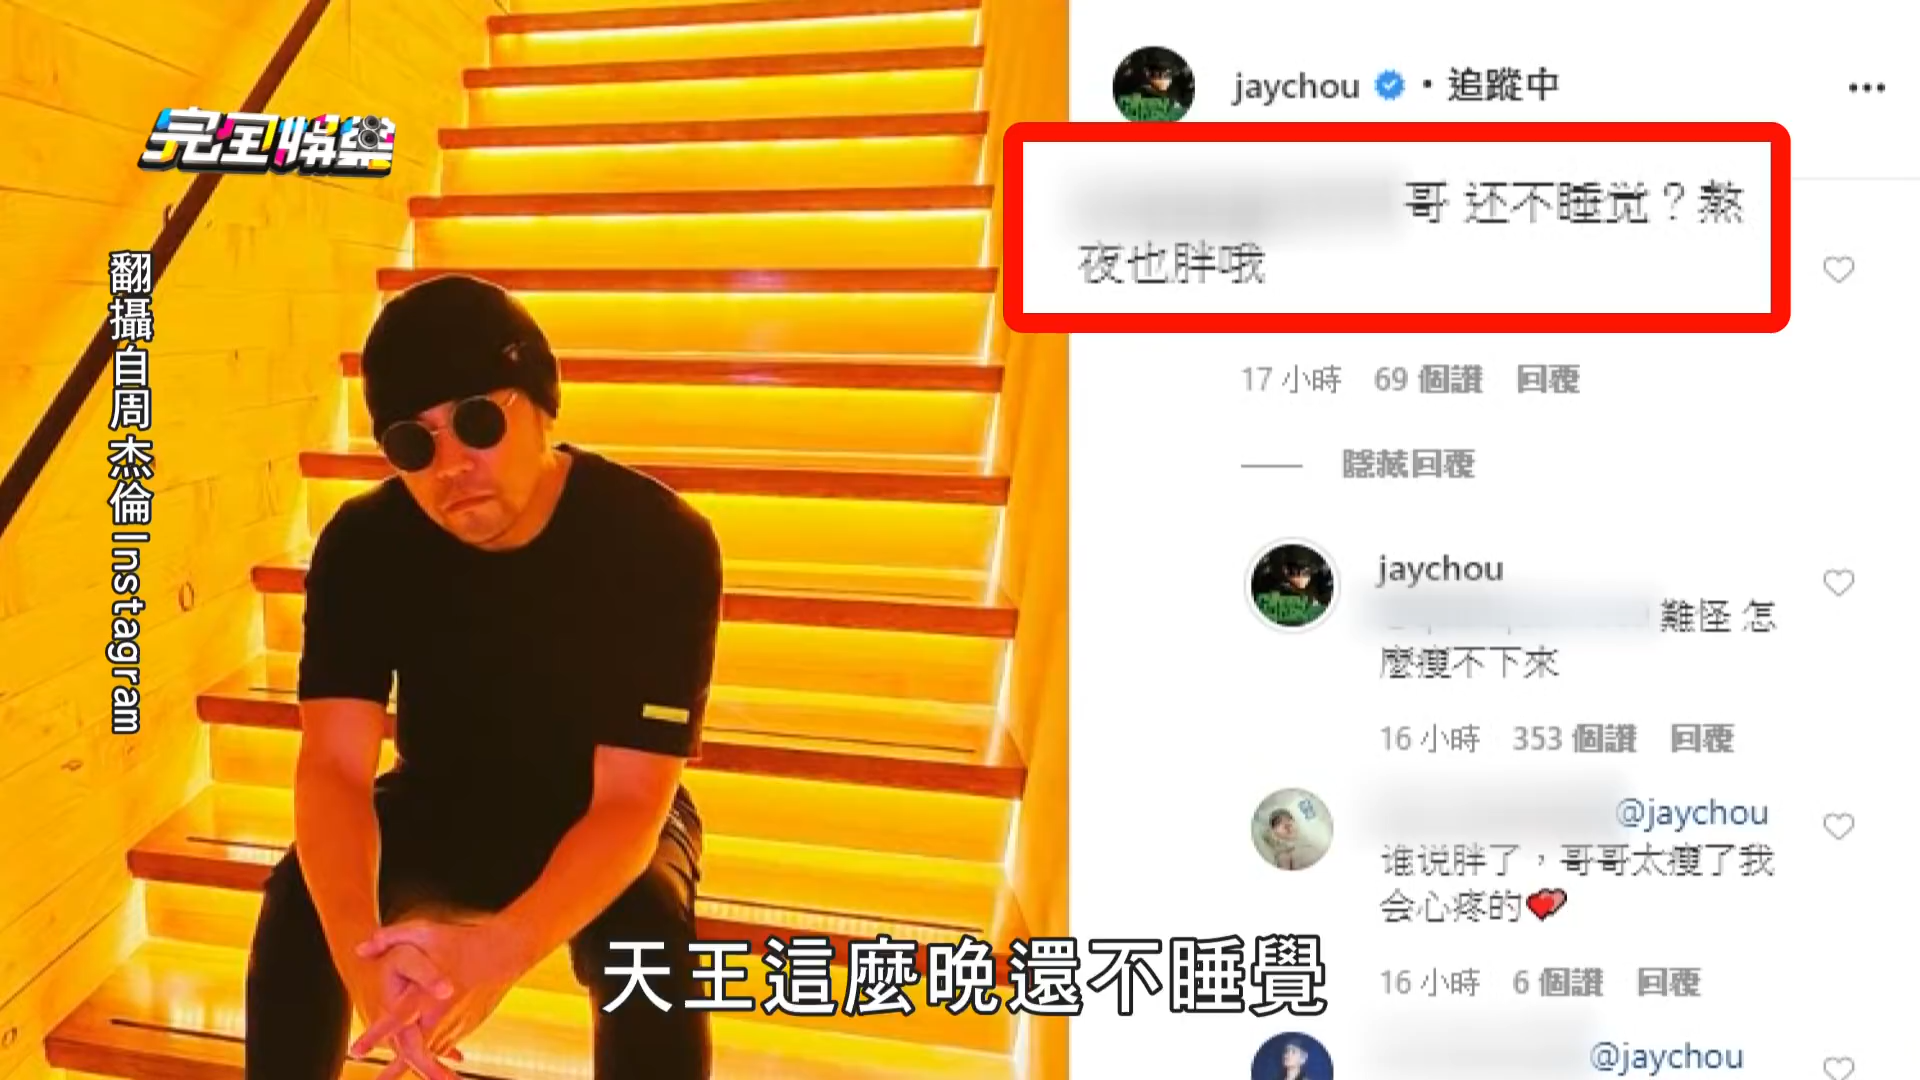 完全娛樂
翻攝自周杰倫Instagram
jaychou • 追蹤中
哥 还不睡觉？熬
夜也胖哦
17 小時 69 個讚 回覆
隱藏回覆
jaychou
難怪 怎
麼瘦不下來
16 小時 353 個讚 回覆
@jaychou
谁说胖了，哥哥太瘦了我
会心疼的
16 小時 6 個讚 回覆
@jaychou
天王這麼晚還不睡覺